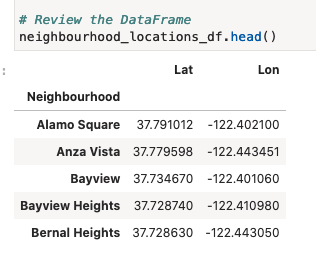 # Review the DataFrame
neighbourhood_locations_df.head()
:
Lat Lon
Neighbourhood
Alamo Square 37.791012 -122.402100
Anza Vista 37.779598 -122.443451
Bayview 37.734670 -122.401060
Bayview Heights 37.728740 -122.410980
Bernal Heights 37.728630 -122.443050